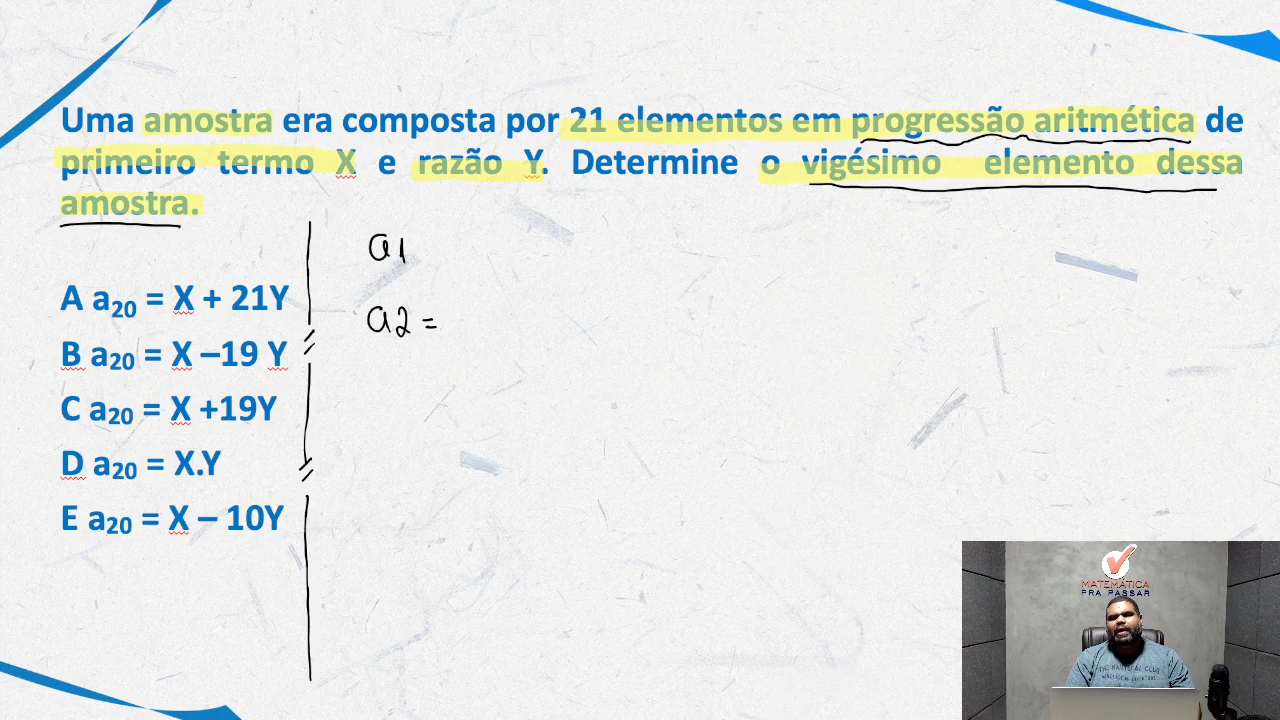 Uma amostra era composta por 21 elementos em progressão aritmética de
primeiro termo X e razão Y. Determine o vigésimo elemento dessa
amostra.
A a20 = X + 21Y
B a20 = X –19 Y
C a20 = X +19Y
D a20 = X.Y
E a20 = X – 10Y
a1
a2 =
MATEMÁTICA
PRA PASSAR